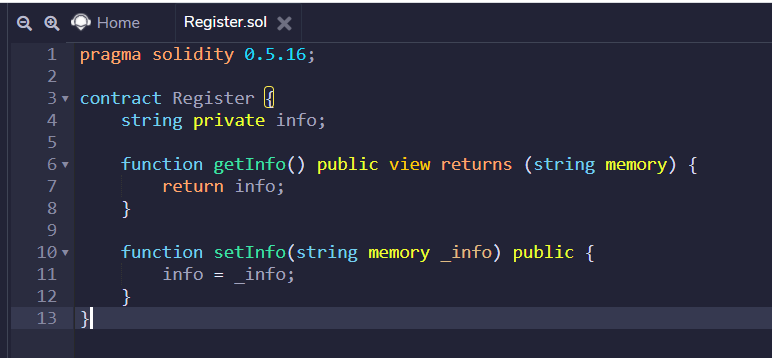 Home Register.sol
1 pragma solidity 0.5.16;
2
3 contract Register {
4     string private info;
5
6     function getInfo() public view returns (string memory) {
7         return info;
8     }
9
10     function setInfo(string memory _info) public {
11         info = _info;
12     }
13 }